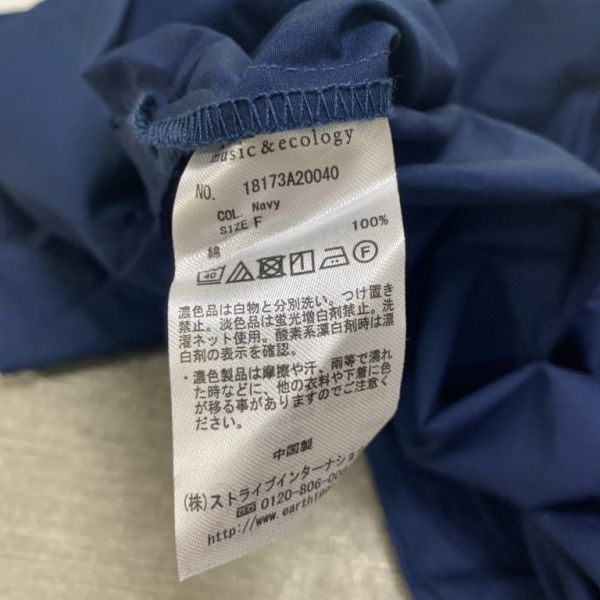 music & ecology
NO. 18173A20040
COL. Navy
SIZE F
綿 100%
40 F
濃色品は白物と分別洗い。つけ置き
禁止。淡色品は蛍光増白剤禁止。洗
濯ネット使用。酸素系漂白剤時は漂
白剤の表示を確認。
・濃色製品は摩擦や汗、雨等で濡れ
た時などに、他の衣料や下着に色
が移る事がありますのでご注意く
ださい。
中国製
(株)ストライプインターナショ
0120-806-00
http://www.earth1